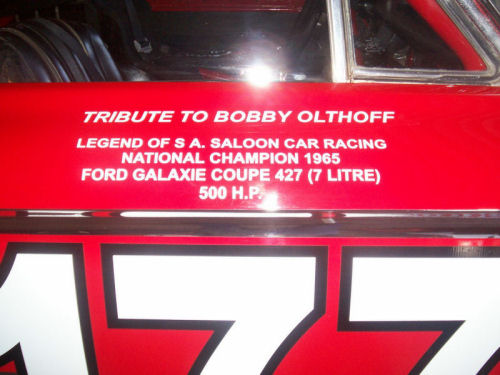 TRIBUTE TO BOBBY OLTHOFF
LEGEND OF S A. SALOON CAR RACING
NATIONAL CHAMPION 1965
FORD GALAXIE COUPE 427 (7 LITRE)
500 H.P.
177